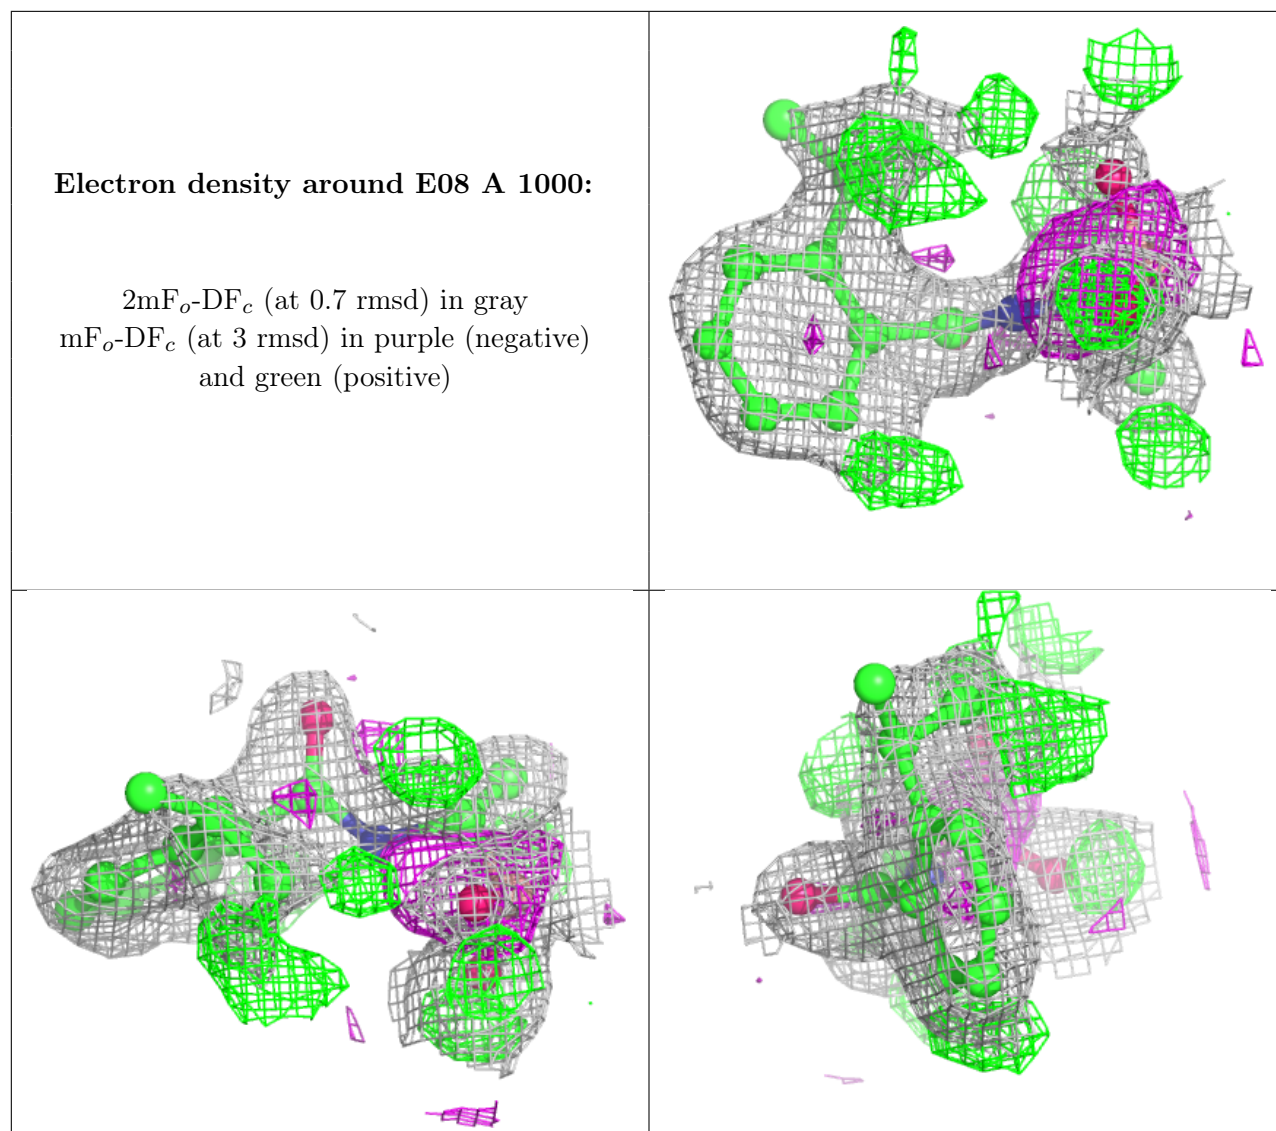 Electron density around E08 A 1000:
2mFo-DFc (at 0.7 rmsd) in gray
mFo-DFc (at 3 rmsd) in purple (negative)
and green (positive)